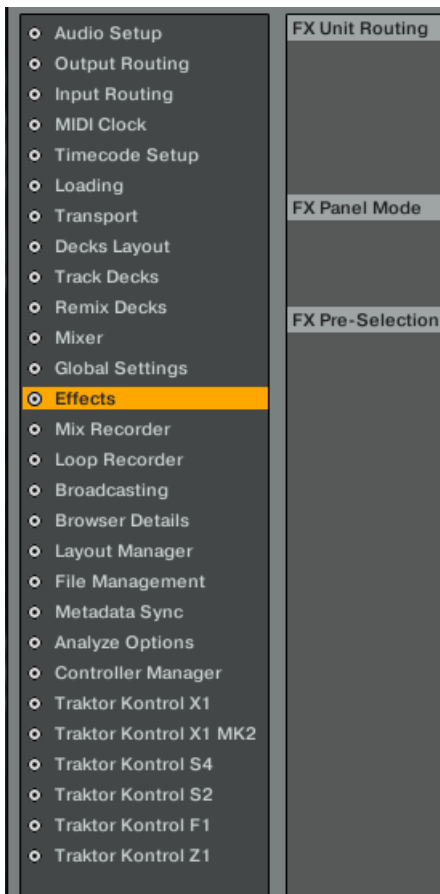 Audio Setup
Output Routing
Input Routing
MIDI Clock
Timecode Setup
Loading
Transport
Decks Layout
Track Decks
Remix Decks
Mixer
Global Settings
Effects
Mix Recorder
Loop Recorder
Broadcasting
Browser Details
Layout Manager
File Management
Metadata Sync
Analyze Options
Controller Manager
Traktor Kontrol X1
Traktor Kontrol X1 MK2
Traktor Kontrol S4
Traktor Kontrol S2
Traktor Kontrol F1
Traktor Kontrol Z1
FX Unit Routing
FX Panel Mode
FX Pre-Selection